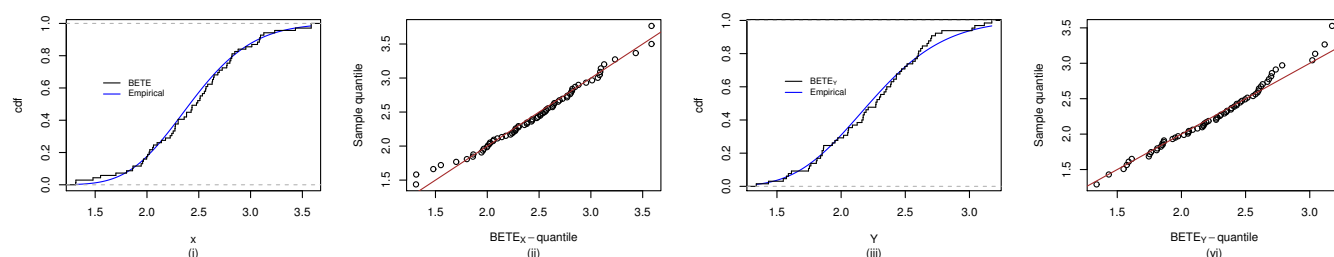 cdf
0.0 0.2 0.4 0.6 0.8 1.0
BETE
Empirical
1.5 2.0 2.5 3.0 3.5
x
(i)
Sample quantile
1.5 2.0 2.5 3.0 3.5
1.5 2.0 2.5 3.0 3.5
BETEX − quantile
(ii)
cdf
0.0 0.2 0.4 0.6 0.8 1.0
BETEY
Empirical
1.5 2.0 2.5 3.0
Y
(iii)
Sample quantile
1.5 2.0 2.5 3.0 3.5
1.5 2.0 2.5 3.0
BETEY − quantile
(vi)